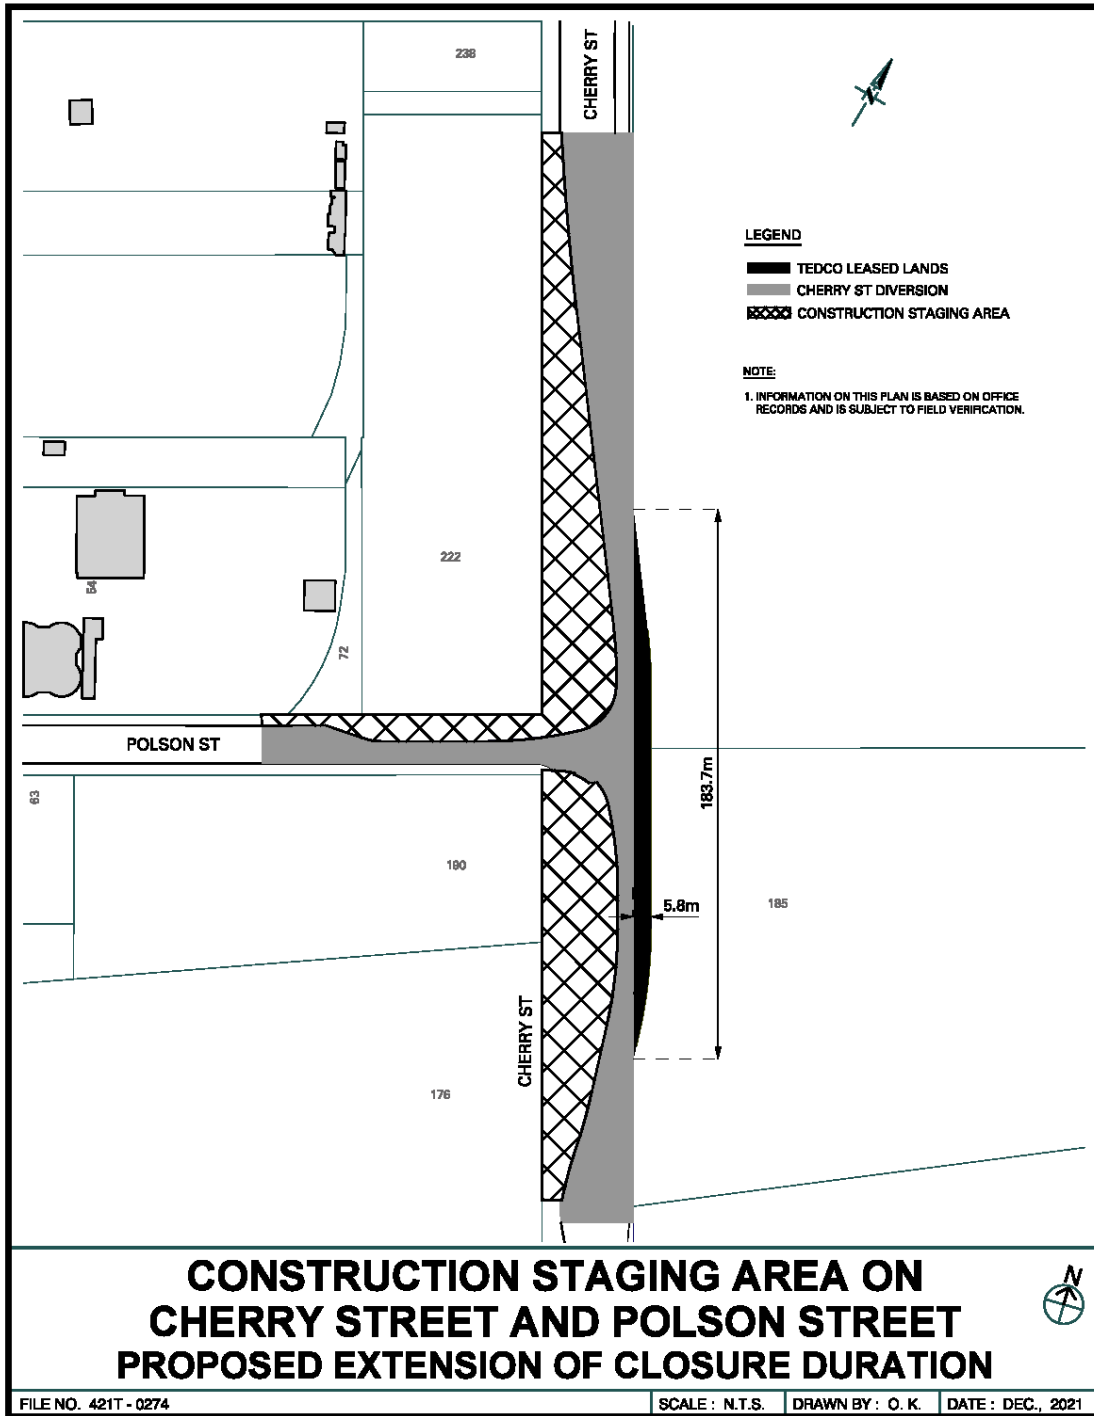 238
CHERRY ST
N
LEGEND
TEDCO LEASED LANDS
CHERRY ST DIVERSION
CONSTRUCTION STAGING AREA
NOTE:
1. INFORMATION ON THIS PLAN IS BASED ON OFFICE
RECORDS AND IS SUBJECT TO FIELD VERIFICATION.
222
54
72
POLSON ST
63
183.7m
190
5.8m
185
CHERRY ST
176
CONSTRUCTION STAGING AREA ON
CHERRY STREET AND POLSON STREET
PROPOSED EXTENSION OF CLOSURE DURATION
N
FILE NO. 421T - 0274
SCALE : N.T.S.
DRAWN BY : O. K.
DATE : DEC., 2021